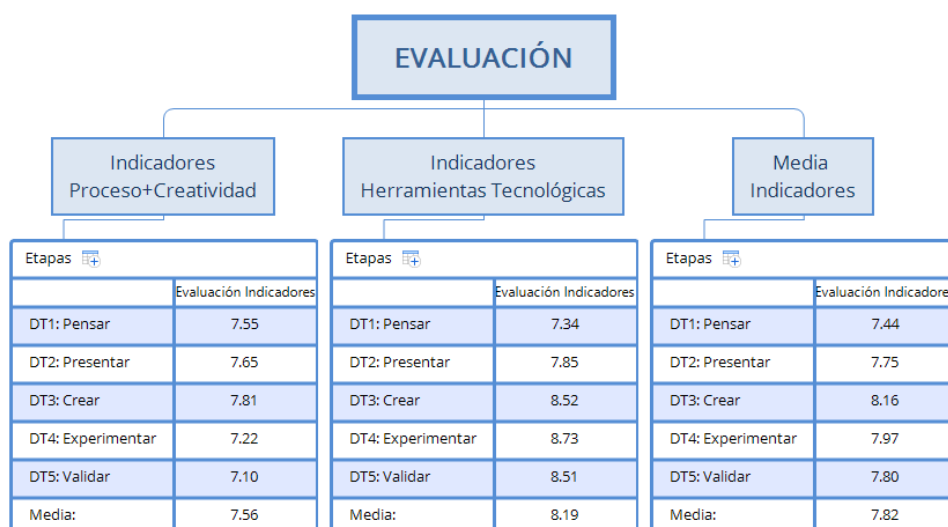 EVALUACIÓN
Indicadores
Proceso+Creatividad
Indicadores
Herramientas Tecnológicas
Media
Indicadores
Etapas
Evaluación Indicadores
DT1: Pensar 7.55
DT2: Presentar 7.65
DT3: Crear 7.81
DT4: Experimentar 7.22
DT5: Validar 7.10
Media: 7.56
Etapas
Evaluación Indicadores
DT1: Pensar 7.34
DT2: Presentar 7.85
DT3: Crear 8.52
DT4: Experimentar 8.73
DT5: Validar 8.51
Media: 8.19
Etapas
Evaluación Indicadore
DT1: Pensar 7.44
DT2: Presentar 7.75
DT3: Crear 8.16
DT4: Experimentar 7.97
DT5: Validar 7.80
Media: 7.82